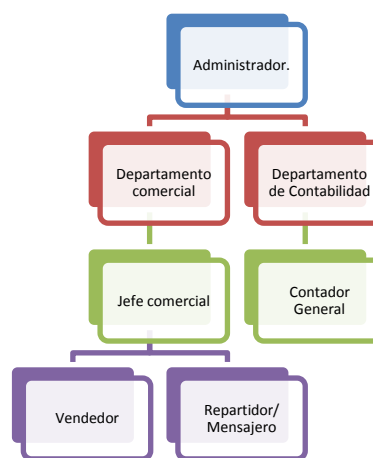 Administrador.
Departamento
comercial
Departamento
de Contabilidad
Jefe comercial
Contador
General
Vendedor
Repartidor/
Mensajero